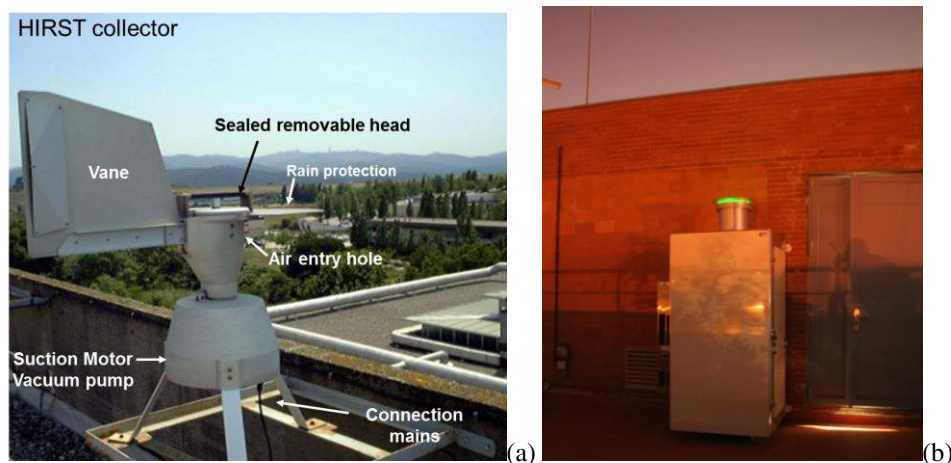 HIRST collector
Sealed removable head
Vane
Rain protection
Air entry hole
Suction Motor
Vacuum pump
Connection
mains
(a)
(b)